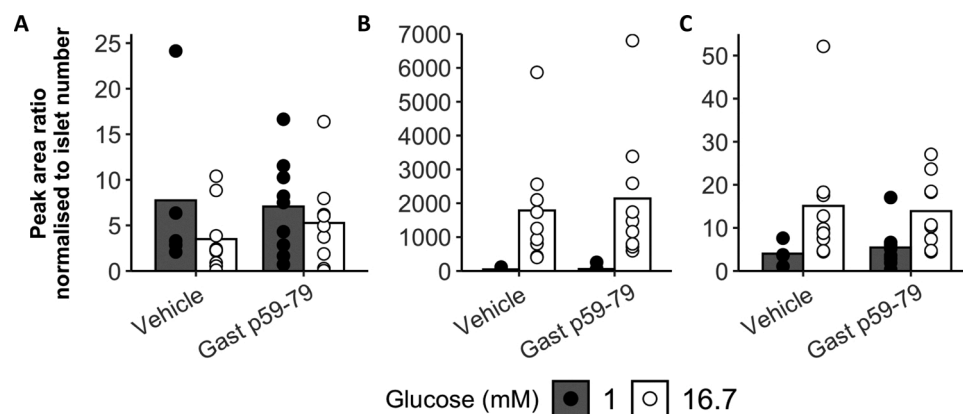 A
B
C
Peak area ratio
normalised to islet number
25
20
15
10
5
0
Vehicle
Gast p59-79
7000
6000
5000
4000
3000
2000
1000
0
Vehicle
Gast p59-79
50
40
30
20
10
0
Vehicle
Gast p59-79
Glucose (mM) 1 16.7